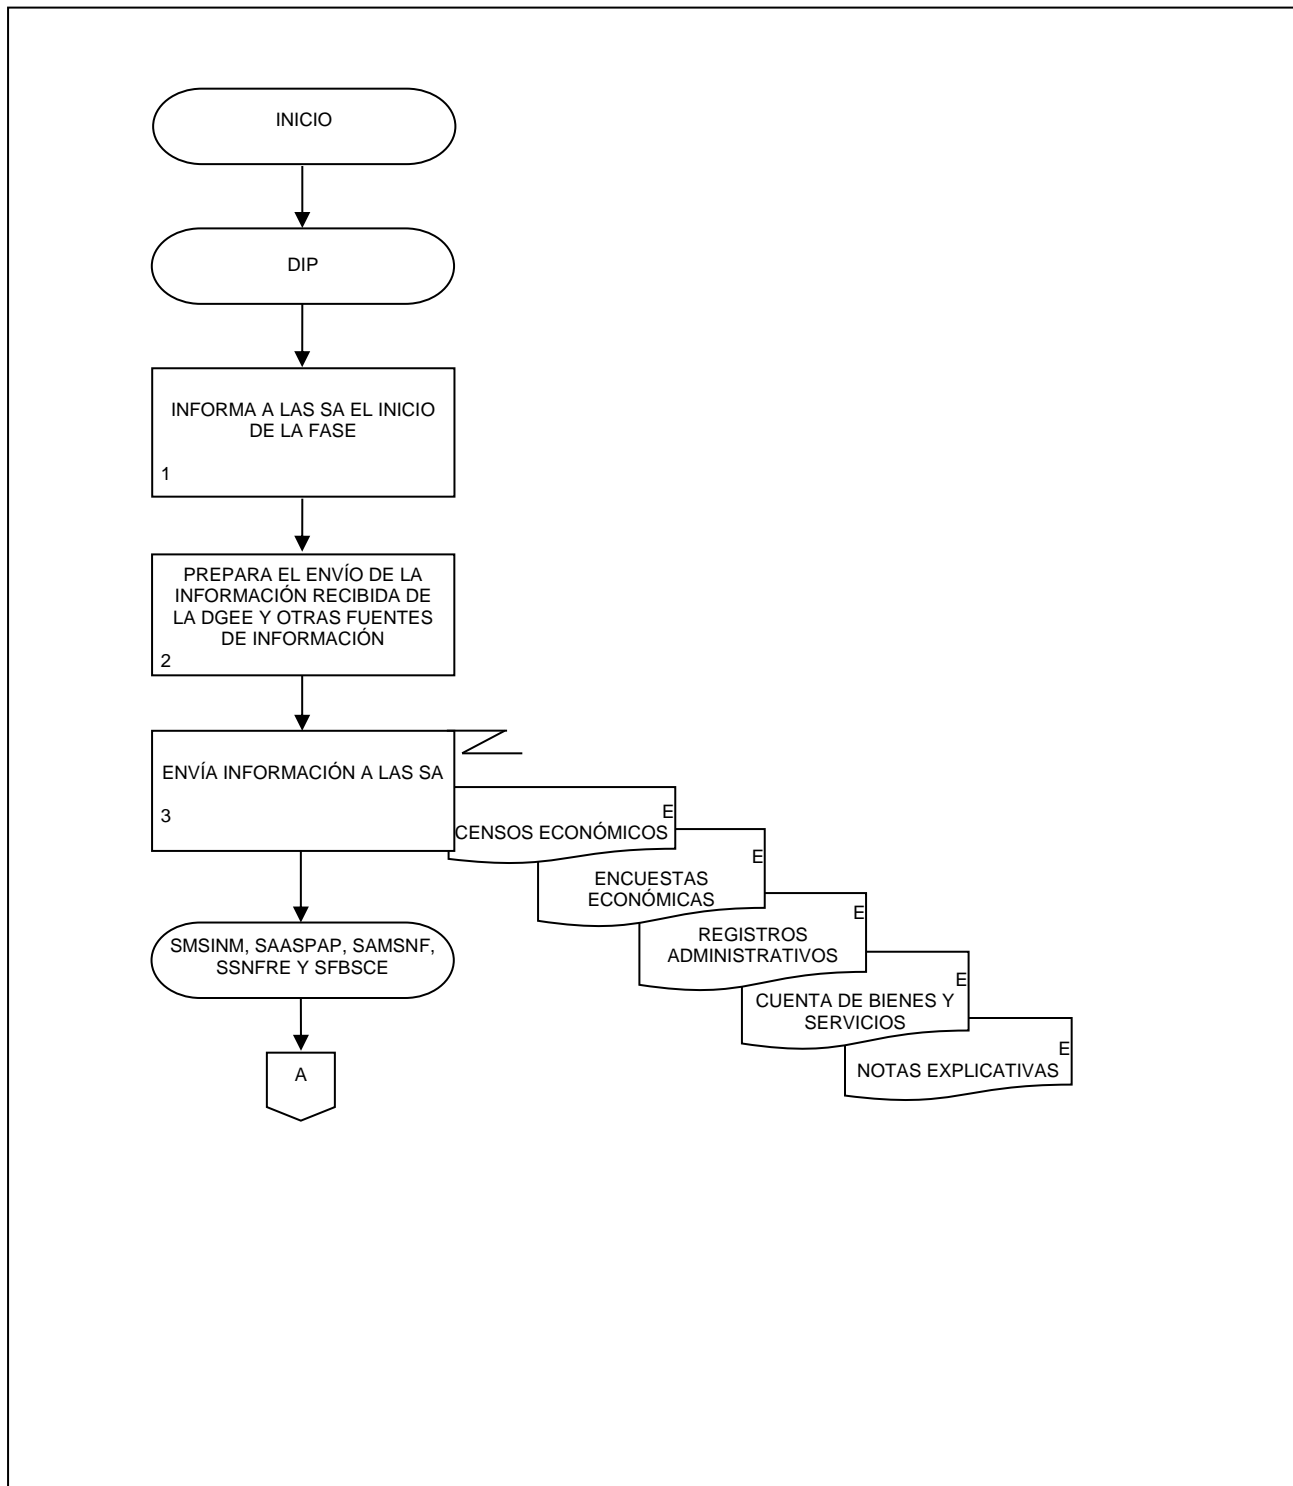 INICIO
DIP
INFORMA A LAS SA EL INICIO
DE LA FASE
1
PREPARA EL ENVÍO DE LA
INFORMACIÓN RECIBIDA DE
LA DGEE Y OTRAS FUENTES
DE INFORMACIÓN
2
ENVÍA INFORMACIÓN A LAS SA
3
E
CENSOS ECONÓMICOS
E
ENCUESTAS
ECONÓMICAS
E
REGISTROS
ADMINISTRATIVOS
E
CUENTA DE BIENES Y
SERVICIOS
E
NOTAS EXPLICATIVAS
SMSINM, SAASPAP, SAMSNF,
SSNFRE Y SFBSCE
A